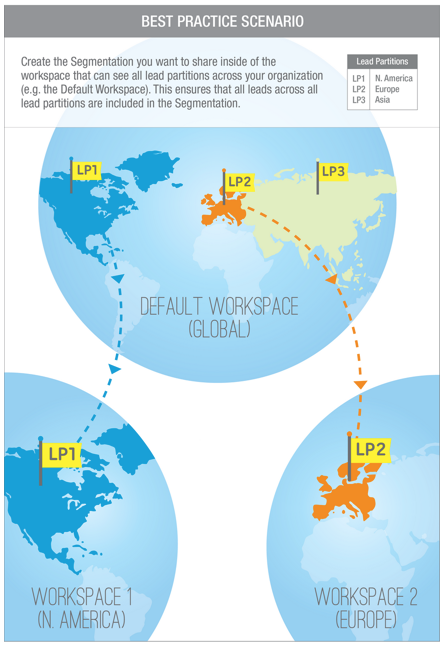 BEST PRACTICE SCENARIO
Create the Segmentation you want to share inside of the
workspace that can see all lead partitions across your organization
(e.g. the Default Workspace). This ensures that all leads across all
lead partitions are included in the Segmentation.
Lead Partitions
LP1 N. America
LP2 Europe
LP3 Asia
LP1
LP2
LP3
DEFAULT WORKSPACE
(GLOBAL)
LP1
LP2
WORKSPACE 1
(N. AMERICA)
WORKSPACE 2
(EUROPE)